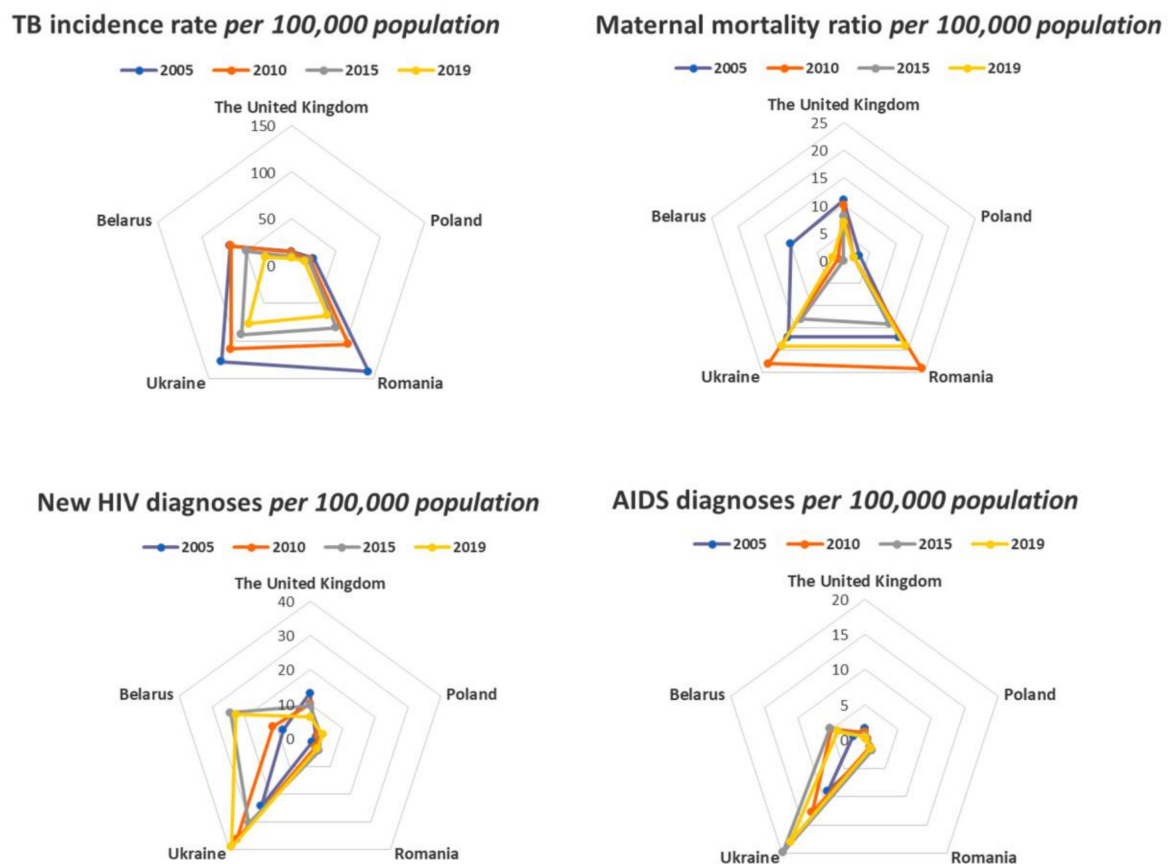 TB incidence rate per 100,000 population
2005 2010 2015 2019
The United Kingdom
150
100
50
0
Belarus
Poland
Ukraine
Romania
Maternal mortality ratio per 100,000 population
2005 2010 2015 2019
The United Kingdom
25
20
15
10
5
0
Belarus
Poland
Ukraine
Romania
New HIV diagnoses per 100,000 population
2005 2010 2015 2019
The United Kingdom
40
30
20
10
0
Belarus
Poland
Ukraine
Romania
AIDS diagnoses per 100,000 population
2005 2010 2015 2019
The United Kingdom
20
15
10
5
0
Belarus
Poland
Ukraine
Romania